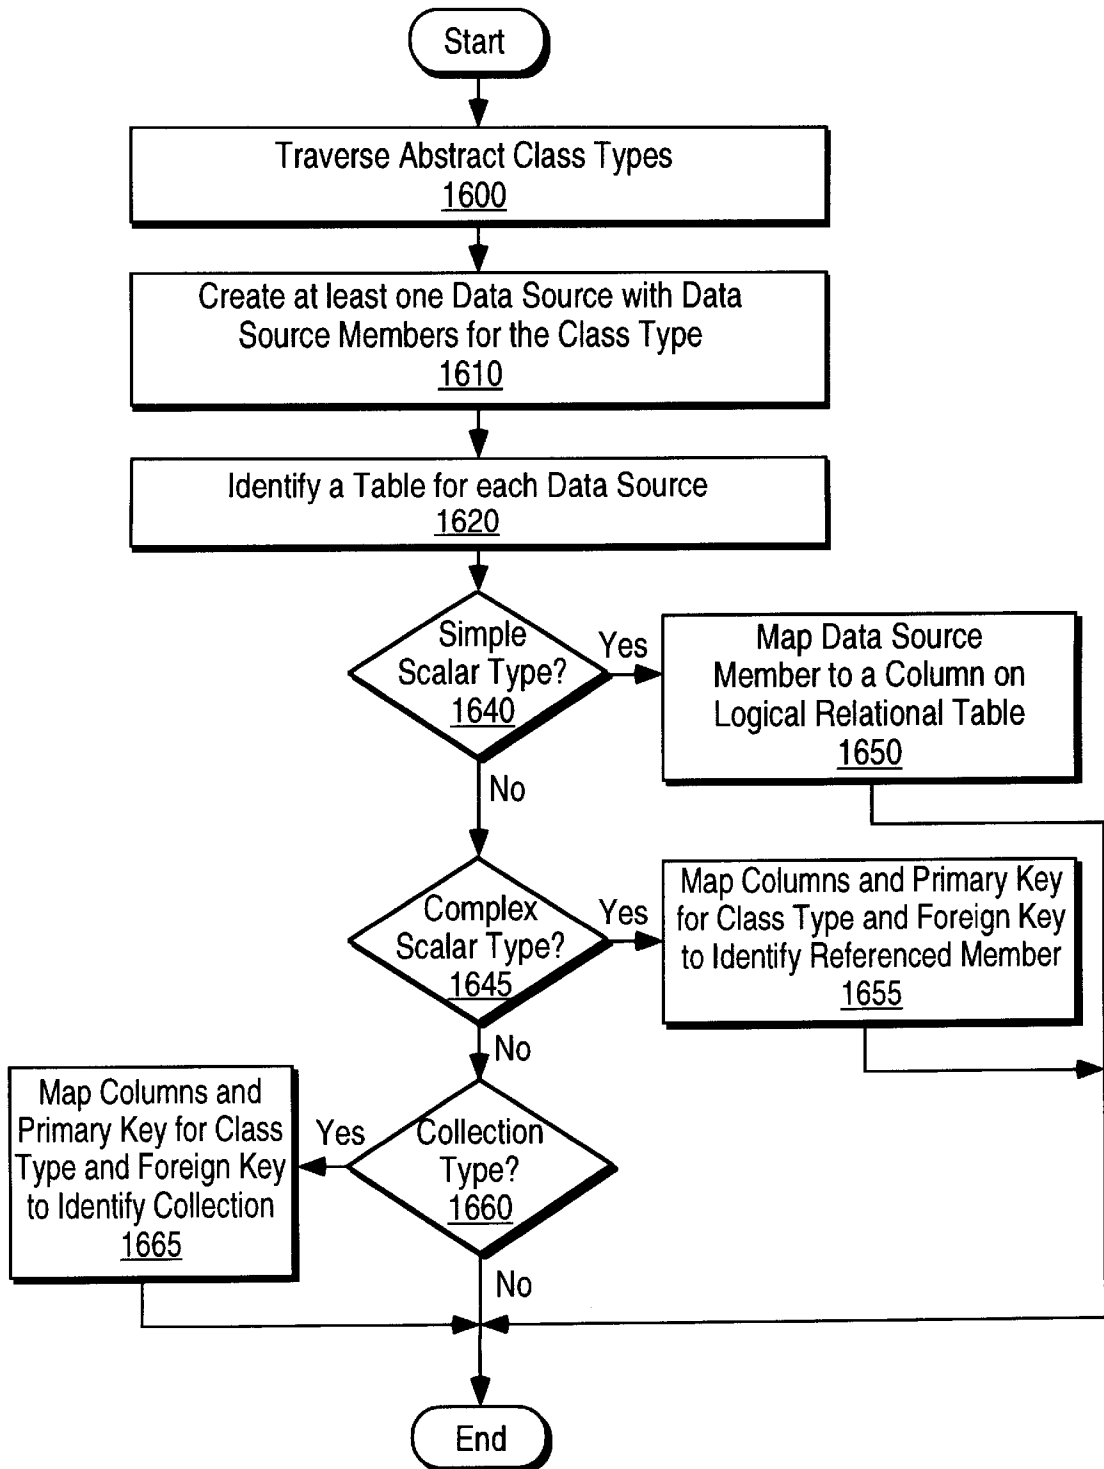 Start
Traverse Abstract Class Types
1600
Create at least one Data Source with Data
Source Members for the Class Type
1610
Identify a Table for each Data Source
1620
Simple
Scalar Type?
1640
Yes
Map Data Source
Member to a Column on
Logical Relational Table
1650
No
Complex
Scalar Type?
1645
Yes
Map Columns and Primary Key
for Class Type and Foreign Key
to Identify Referenced Member
1655
No
Collection
Type?
1660
Yes
Map Columns and
Primary Key for Class
Type and Foreign Key
to Identify Collection
1665
No
End